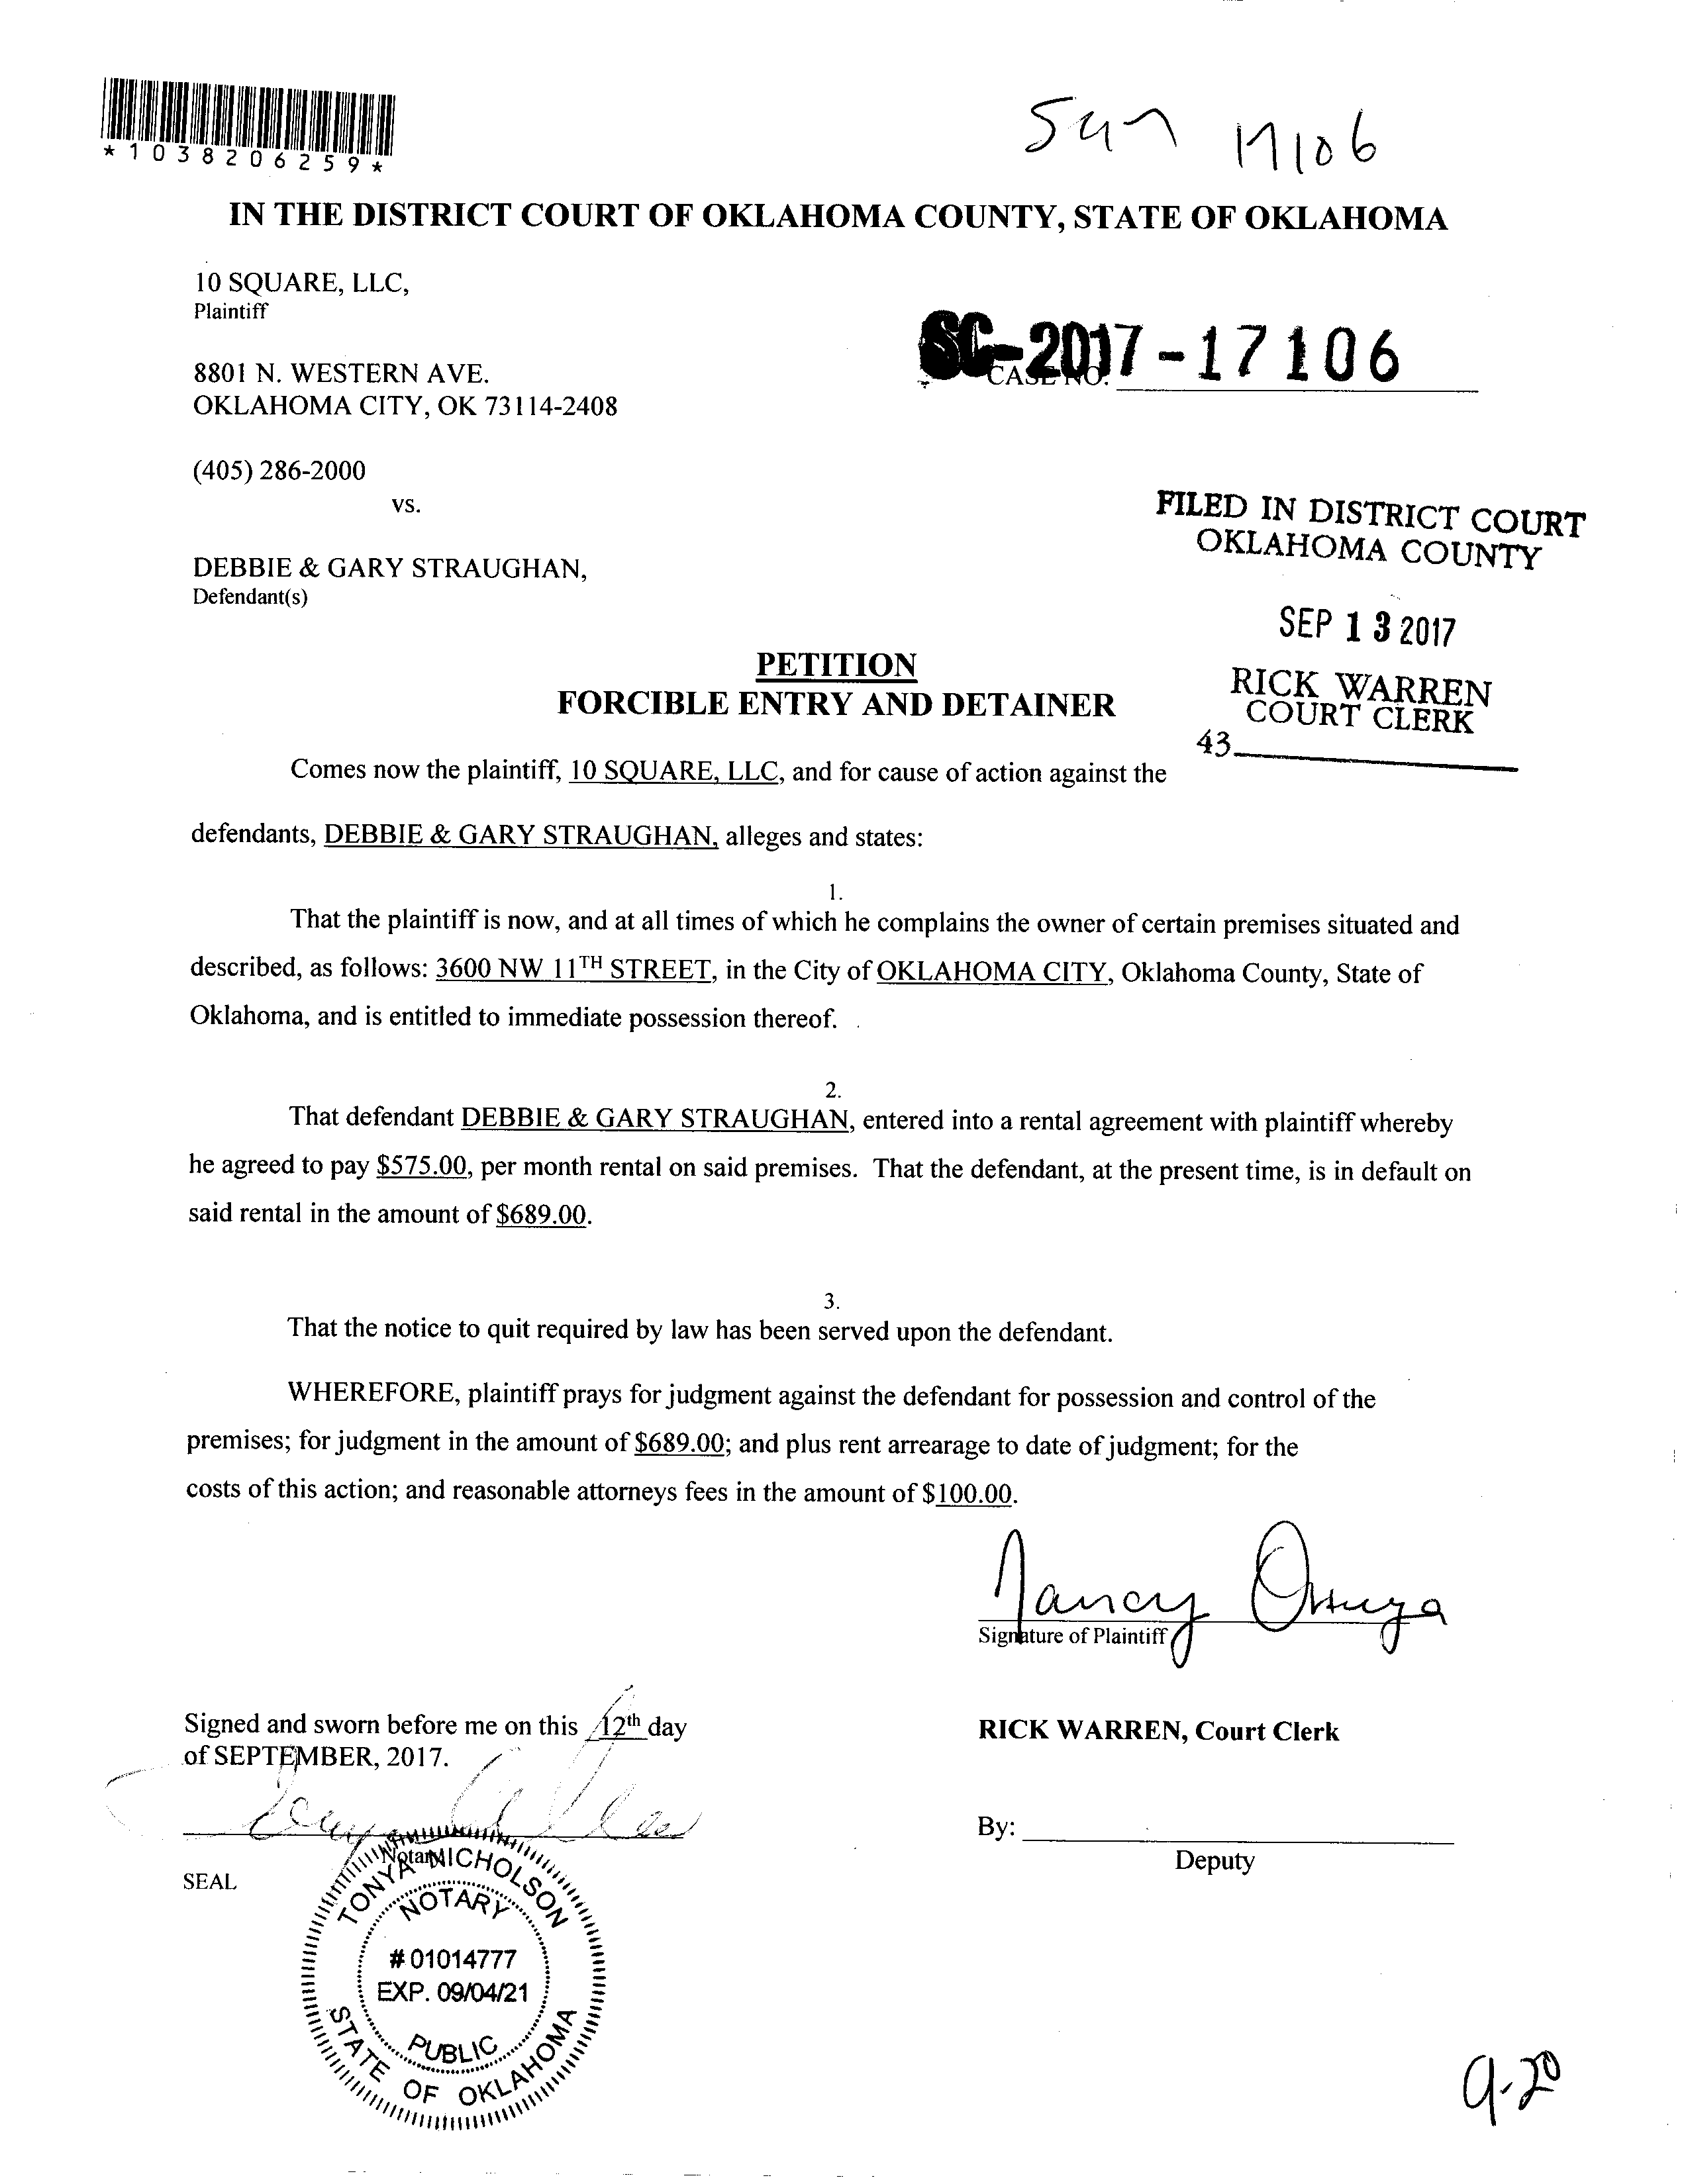 *1038206259*
17106
IN THE DISTRICT COURT OF OKLAHOMA COUNTY, STATE OF OKLAHOMA
10 SQUARE, LLC,
Plaintiff
SC-2017-17106
CASE NO.
8801 N. WESTERN AVE.
OKLAHOMA CITY, OK 73114-2408
(405) 286-2000
vs.
FILED IN DISTRICT COURT
OKLAHOMA COUNTY
DEBBIE & GARY STRAUGHAN,
Defendant(s)
SEP 13 2017
PETITION
FORCIBLE ENTRY AND DETAINER
RICK WARREN
COURT CLERK
43
Comes now the plaintiff, 10 SQUARE, LLC, and for cause of action against the
defendants, DEBBIE & GARY STRAUGHAN, alleges and states:
1.
That the plaintiff is now, and at all times of which he complains the owner of certain premises situated and
described, as follows: 3600 NW 11TH STREET, in the City of OKLAHOMA CITY, Oklahoma County, State of
Oklahoma, and is entitled to immediate possession thereof.
2.
That defendant DEBBIE & GARY STRAUGHAN, entered into a rental agreement with plaintiff whereby
he agreed to pay $575.00, per month rental on said premises. That the defendant, at the present time, is in default on
said rental in the amount of $689.00.
3.
That the notice to quit required by law has been served upon the defendant.
WHEREFORE, plaintiff prays for judgment against the defendant for possession and control of the
premises; for judgment in the amount of $689.00; and plus rent arrearage to date of judgment; for the
costs of this action; and reasonable attorneys fees in the amount of $100.00.
Nancy
Signature of Plaintiff
Signed and sworn before me on this 12th day
of SEPTEMBER, 2017.
RICK WARREN, Court Clerk
By:
Deputy
Notary
SEAL
TONYA NICHOLSON
NOTARY
# 01014777
EXP. 09/04/21
PUBLIC
STATE OF OKLAHOMA
9-20